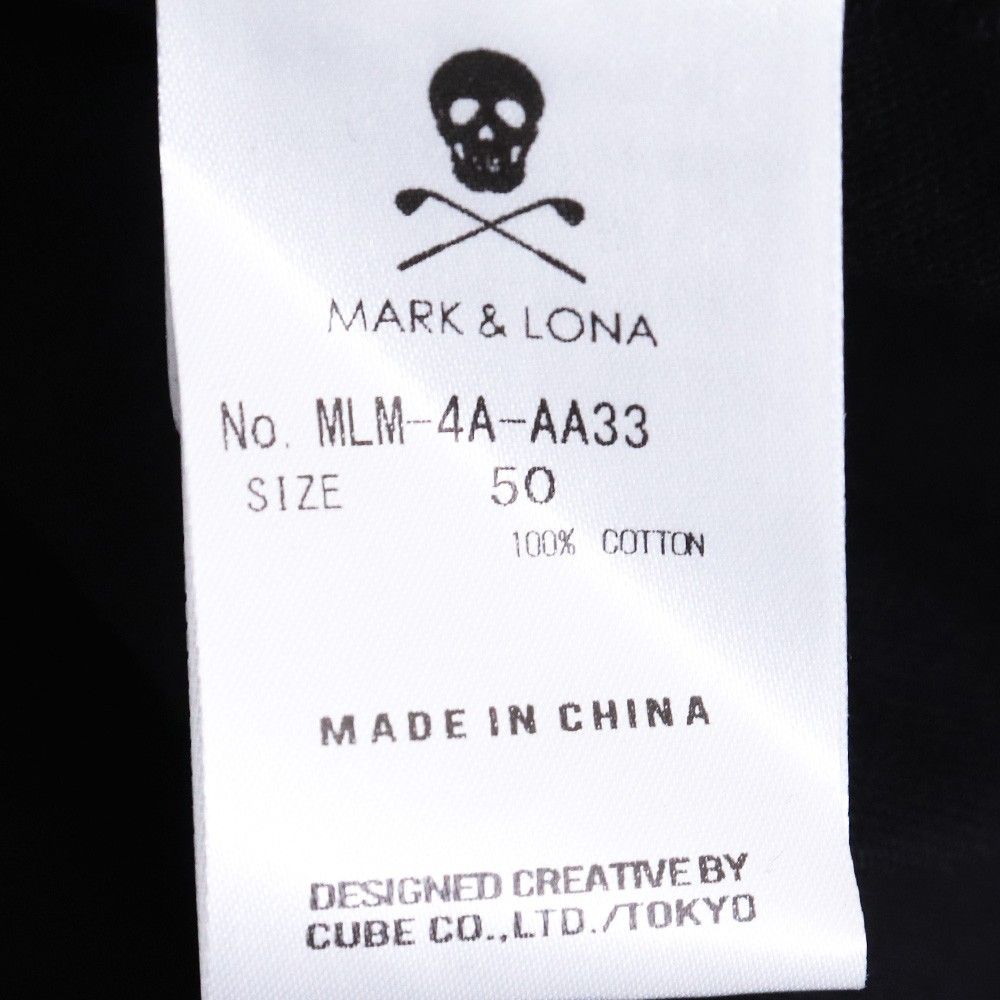 MARK & LONA
No. MLM-4A-AA33
SIZE 50
100% COTTON
MADE IN CHINA
DESIGNED CREATIVE BY
CUBE CO.,LTD./TOKYO